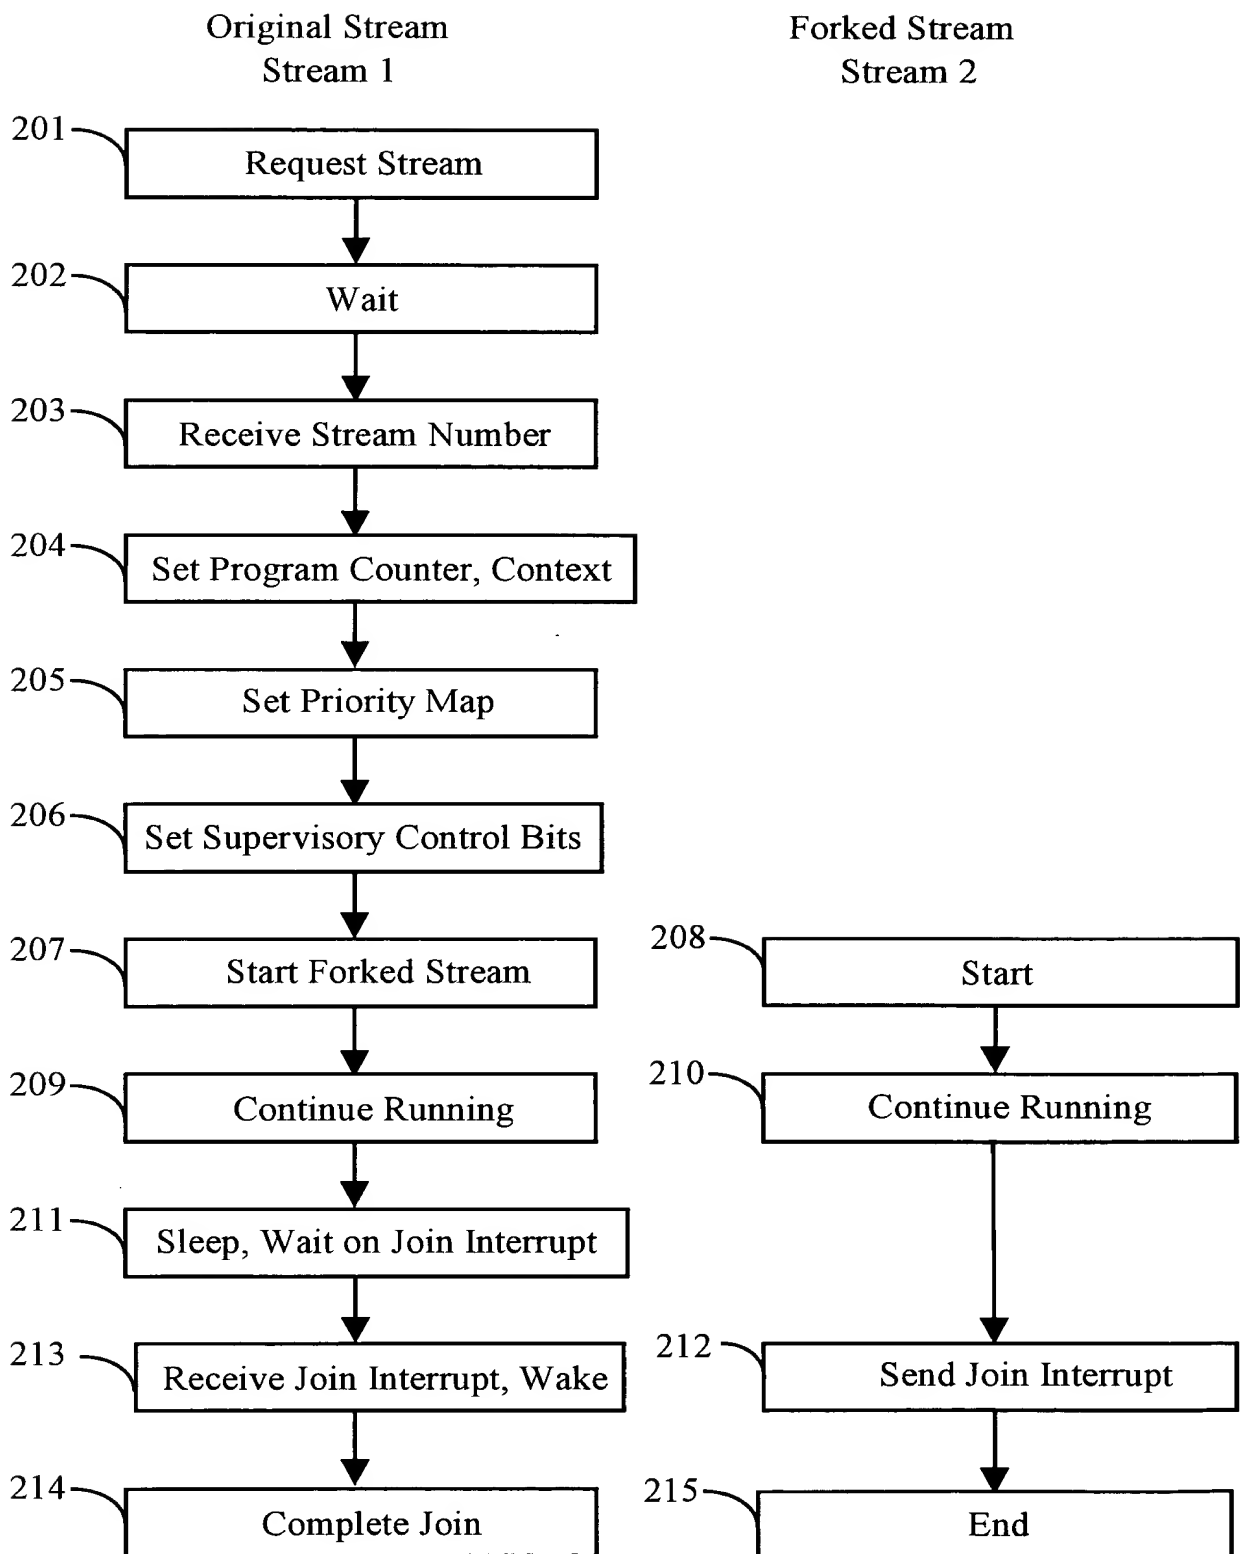 Original Stream
Stream 1
Forked Stream
Stream 2
201
Request Stream
202
Wait
203
Receive Stream Number
204
Set Program Counter, Context
205
Set Priority Map
206
Set Supervisory Control Bits
207
Start Forked Stream
208
Start
209
Continue Running
210
Continue Running
211
Sleep, Wait on Join Interrupt
213
Receive Join Interrupt, Wake
212
Send Join Interrupt
214
Complete Join
215
End